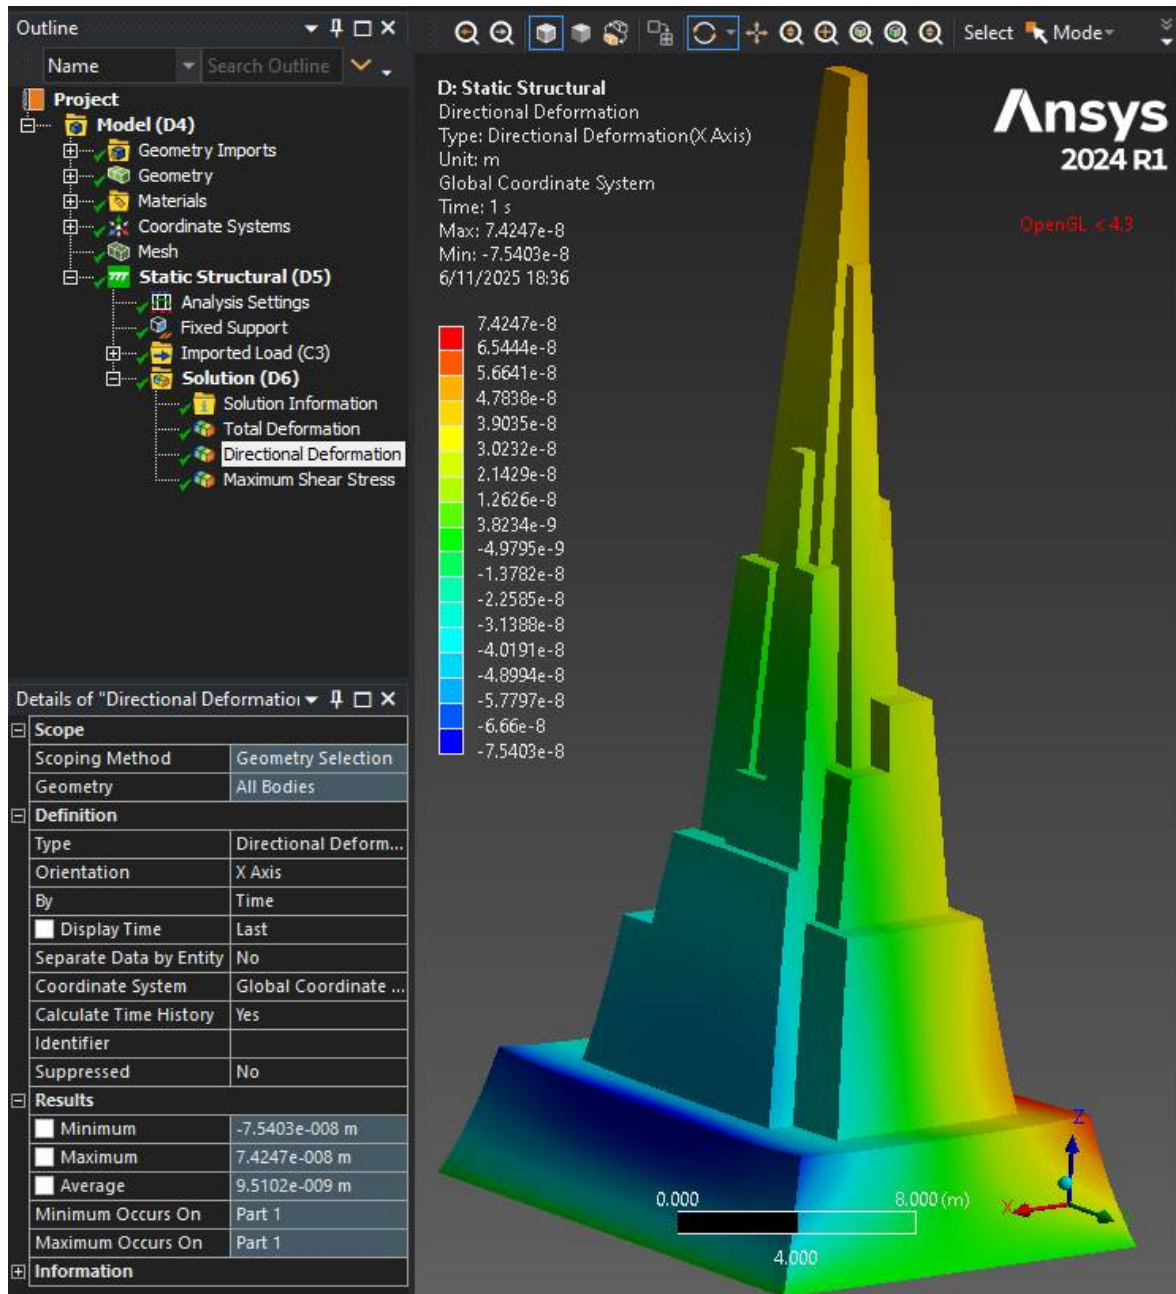 Outline
Name
Search Outline
Project
Model (D4)
Geometry Imports
Geometry
Materials
Coordinate Systems
Mesh
Static Structural (D5)
Analysis Settings
Fixed Support
Imported Load (C3)
Solution (D6)
Solution Information
Total Deformation
Directional Deformation
Maximum Shear Stress
Details of "Directional Deformation
Scope
Scoping Method Geometry Selection
Geometry All Bodies
Definition
Type Directional Deform...
Orientation X Axis
By Time
Display Time Last
Separate Data by Entity No
Coordinate System Global Coordinate ...
Calculate Time History Yes
Identifier
Suppressed No
Results
Minimum -7.5403e-008 m
Maximum 7.4247e-008 m
Average 9.5102e-009 m
Minimum Occurs On Part 1
Maximum Occurs On Part 1
Information
Select Mode
D: Static Structural
Directional Deformation
Type: Directional Deformation(X Axis)
Unit: m
Global Coordinate System
Time: 1 s
Max: 7.4247e-8
Min: -7.5403e-8
6/11/2025 18:36
7.4247e-8
6.5444e-8
5.6641e-8
4.7838e-8
3.9035e-8
3.0232e-8
2.1429e-8
1.2626e-8
3.8234e-9
-4.9795e-9
-1.3782e-8
-2.2585e-8
-3.1388e-8
-4.0191e-8
-4.8994e-8
-5.7797e-8
-6.66e-8
-7.5403e-8
Ansys
2024 R1
OpenGL < 4.3
0.000 8.000 (m)
4.000
Z
X